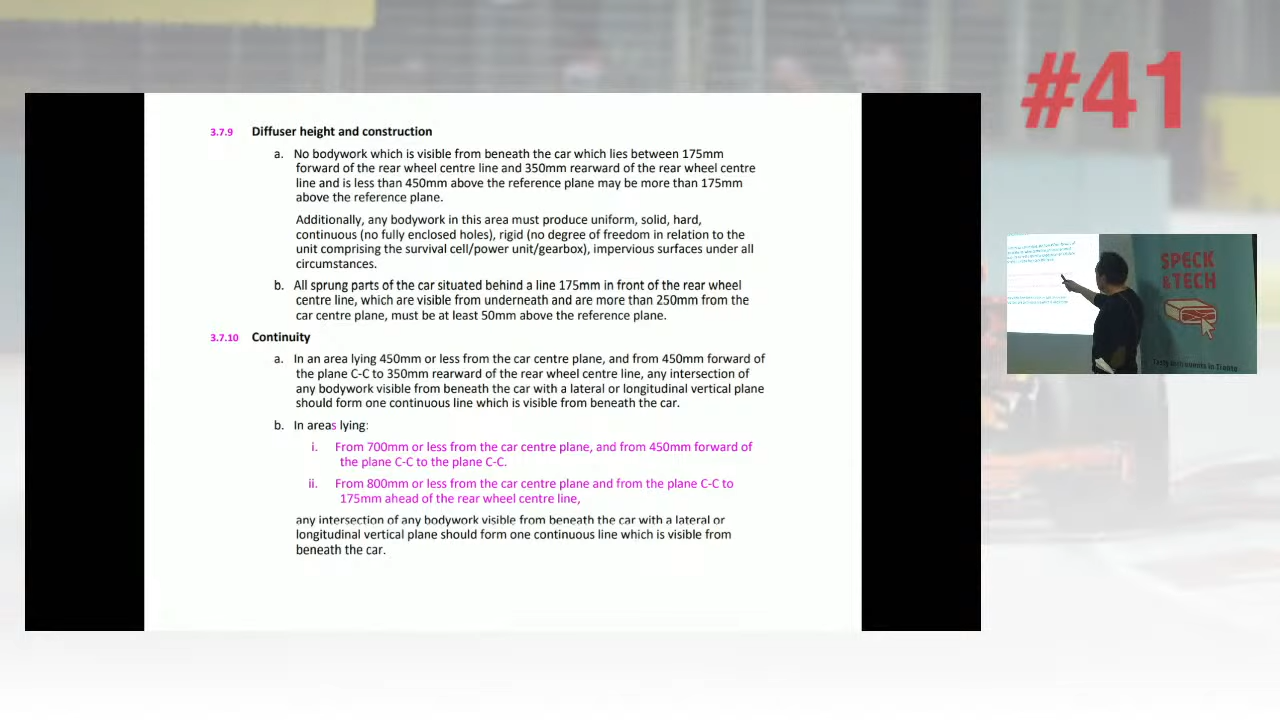 #41
3.7.9 Diffuser height and construction
a. No bodywork which is visible from beneath the car which lies between 175mm
forward of the rear wheel centre line and 350mm rearward of the rear wheel centre
line and is less than 450mm above the reference plane may be more than 175mm
above the reference plane.
Additionally, any bodywork in this area must produce uniform, solid, hard,
continuous (no fully enclosed holes), rigid (no degree of freedom in relation to the
unit comprising the survival cell/power unit/gearbox), impervious surfaces under all
circumstances.
b. All sprung parts of the car situated behind a line 175mm in front of the rear wheel
centre line, which are visible from underneath and are more than 250mm from the
car centre plane, must be at least 50mm above the reference plane.
3.7.10 Continuity
a. In an area lying 450mm or less from the car centre plane, and from 450mm forward of
the plane C-C to 350mm rearward of the rear wheel centre line, any intersection of
any bodywork visible from beneath the car with a lateral or longitudinal vertical plane
should form one continuous line which is visible from beneath the car.
b. In areas lying:
i. From 700mm or less from the car centre plane, and from 450mm forward of
the plane C-C to the plane C-C.
ii. From 800mm or less from the car centre plane and from the plane C-C to
175mm ahead of the rear wheel centre line,
any intersection of any bodywork visible from beneath the car with a lateral or
longitudinal vertical plane should form one continuous line which is visible from
beneath the car.
SPECK
&TECH